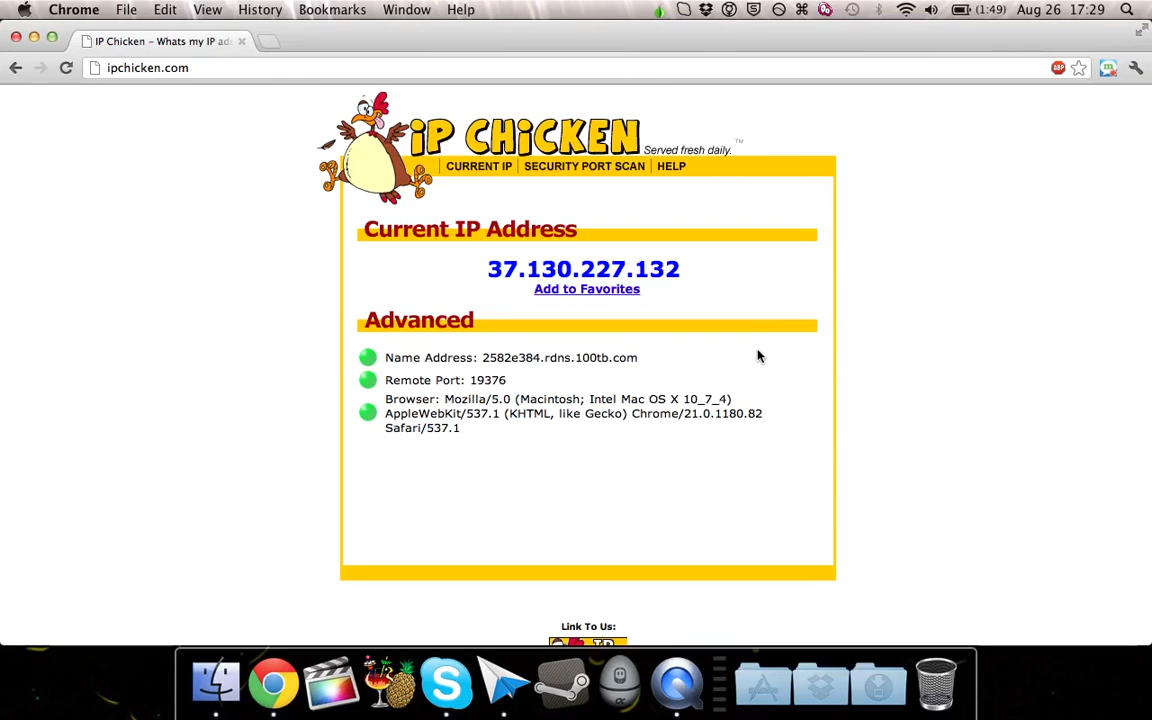 Chrome File Edit View History Bookmarks Window Help (1:49) Aug 26 17:29
IP Chicken - Whats my IP ad
ipchicken.com
ABP
iP CHiCKEN
Served fresh daily.
TM
CURRENT IP SECURITY PORT SCAN HELP
Current IP Address
37.130.227.132
Add to Favorites
Advanced
Name Address: 2582e384.rdns.100tb.com
Remote Port: 19376
Browser: Mozilla/5.0 (Macintosh; Intel Mac OS X 10_7_4)
AppleWebKit/537.1 (KHTML, like Gecko) Chrome/21.0.1180.82
Safari/537.1
Link To Us: